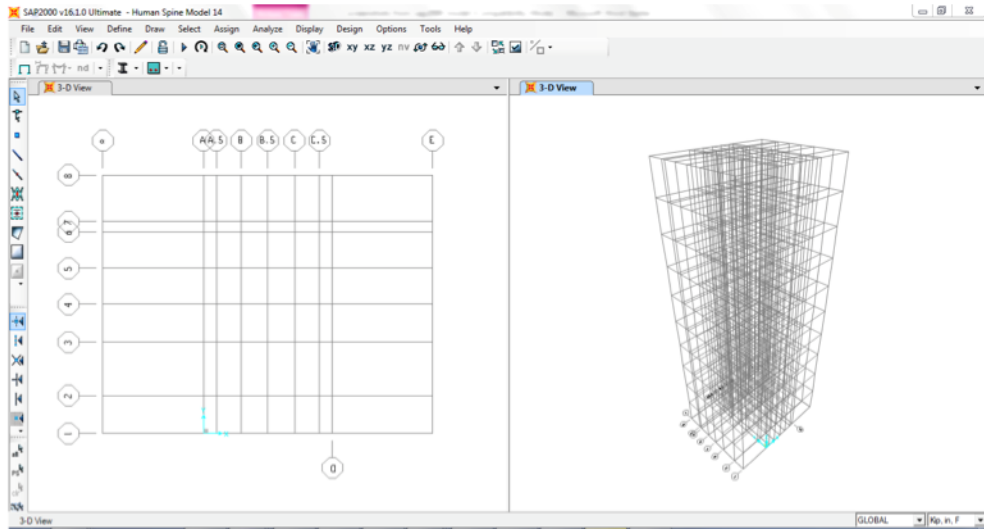 SAP2000 v16.1.0 Ultimate - Human Spine Model 14
File Edit View Define Draw Select Assign Analyze Display Design Options Tools Help
xy xz yz nv
nd
3-D View
3-D View
α A A.5 B B.5 C C.5 E
8
7
6
5
4
3
2
1
D
3-D View
GLOBAL
Kip, in, F